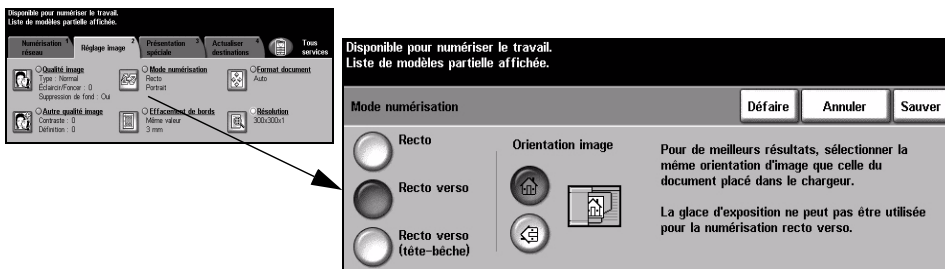 Disponible pour numériser le travail.
Liste de modèles partielle affichée.
Numérisation réseau 1
Réglage image 2
Présentation spéciale 3
Actualiser destinations 4
Tous services
Qualité image
Type : Normal
Éclaircir/Foncer : 0
Suppression de fond : Oui
Mode numérisation
Recto
Portrait
Format document
Auto
Autre qualité image
Contraste : 0
Définition : 0
Effacement de bords
Même valeur
3 mm
Résolution
300x300x1
Disponible pour numériser le travail.
Liste de modèles partielle affichée.
Mode numérisation
Défaire
Annuler
Sauver
Recto
Recto verso
Recto verso
(tête-bêche)
Orientation image
Pour de meilleurs résultats, sélectionner la
même orientation d'image que celle du
document placé dans le chargeur.
La glace d'exposition ne peut pas être utilisée
pour la numérisation recto verso.